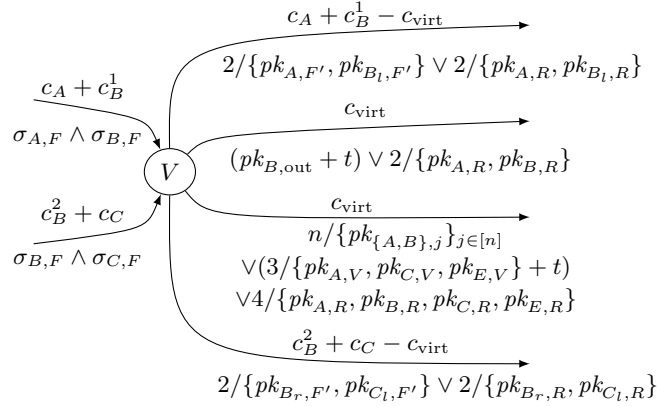 c_A + c_B^1 − c_virt
2/{pk_{A,F′}, pk_{B_l,F′}} ∨ 2/{pk_{A,R}, pk_{B_l,R}}
c_A + c_B^1
σ_{A,F} ∧ σ_{B,F}
c_virt
(pk_{B,out} + t) ∨ 2/{pk_{A,R}, pk_{B,R}}
V
c_B^2 + c_C
σ_{B,F} ∧ σ_{C,F}
c_virt
n/{pk_{{A,B},j}}_{j∈[n]}
∨(3/{pk_{A,V}, pk_{C,V}, pk_{E,V}} + t)
∨4/{pk_{A,R}, pk_{B,R}, pk_{C,R}, pk_{E,R}}
c_B^2 + c_C − c_virt
2/{pk_{B_r,F′}, pk_{C_l,F′}} ∨ 2/{pk_{B_r,R}, pk_{C_l,R}}